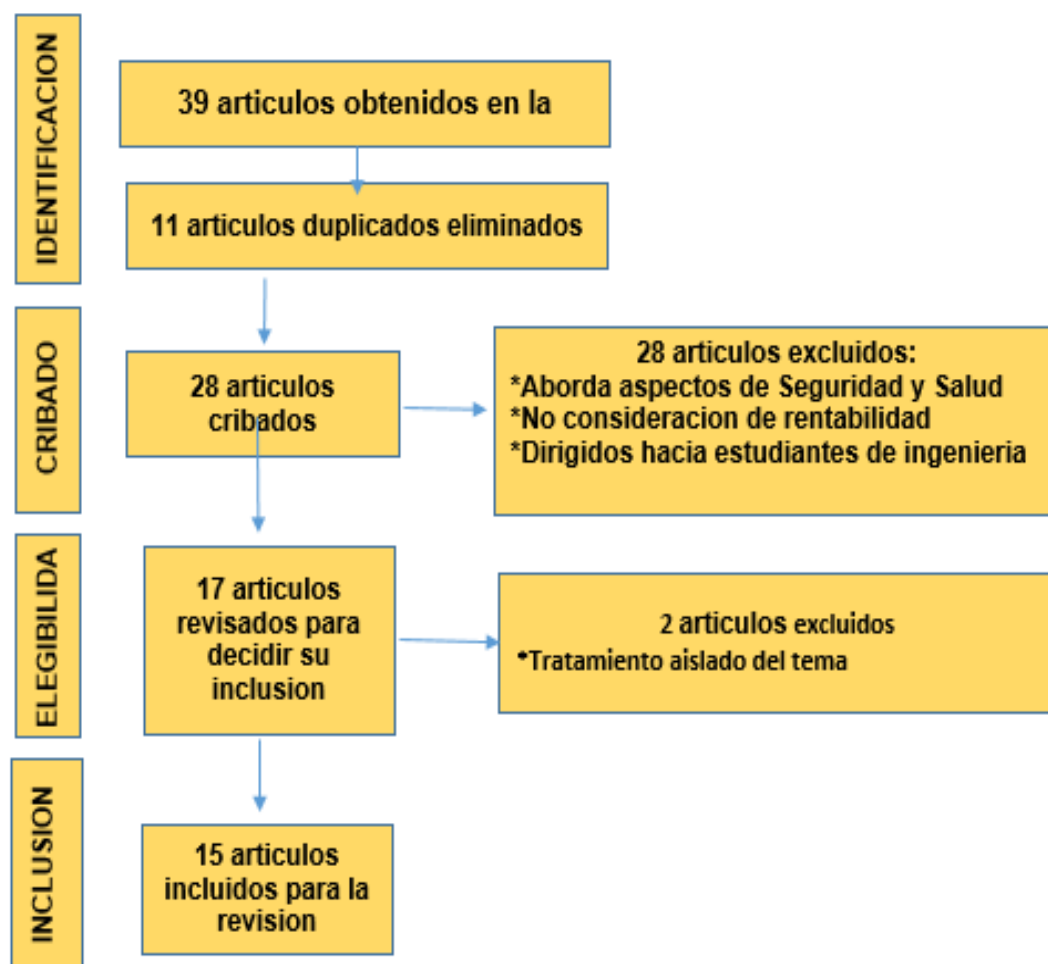 IDENTIFICACION
39 articulos obtenidos en la
11 articulos duplicados eliminados
CRIBADO
28 articulos
cribados
28 articulos excluidos:
*Aborda aspectos de Seguridad y Salud
*No consideracion de rentabilidad
*Dirigidos hacia estudiantes de ingenieria
ELEGIBILIDA
17 articulos
revisados para
decidir su
inclusion
2 articulos excluidos
*Tratamiento aislado del tema
INCLUSION
15 articulos
incluidos para la
revision